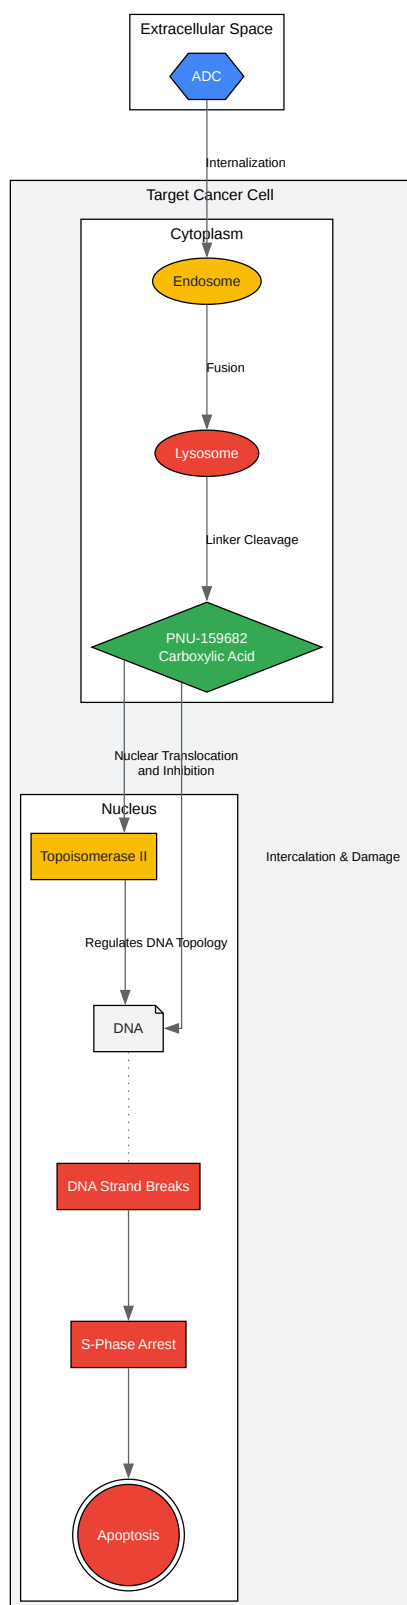 Extracellular Space
ADC
Internalization
Target Cancer Cell
Cytoplasm
Endosome
Fusion
Lysosome
Linker Cleavage
PNU-159682
Carboxylic Acid
Nuclear Translocation
and Inhibition
Nucleus
Topoisomerase II
Intercalation & Damage
Regulates DNA Topology
DNA
DNA Strand Breaks
S-Phase Arrest
Apoptosis